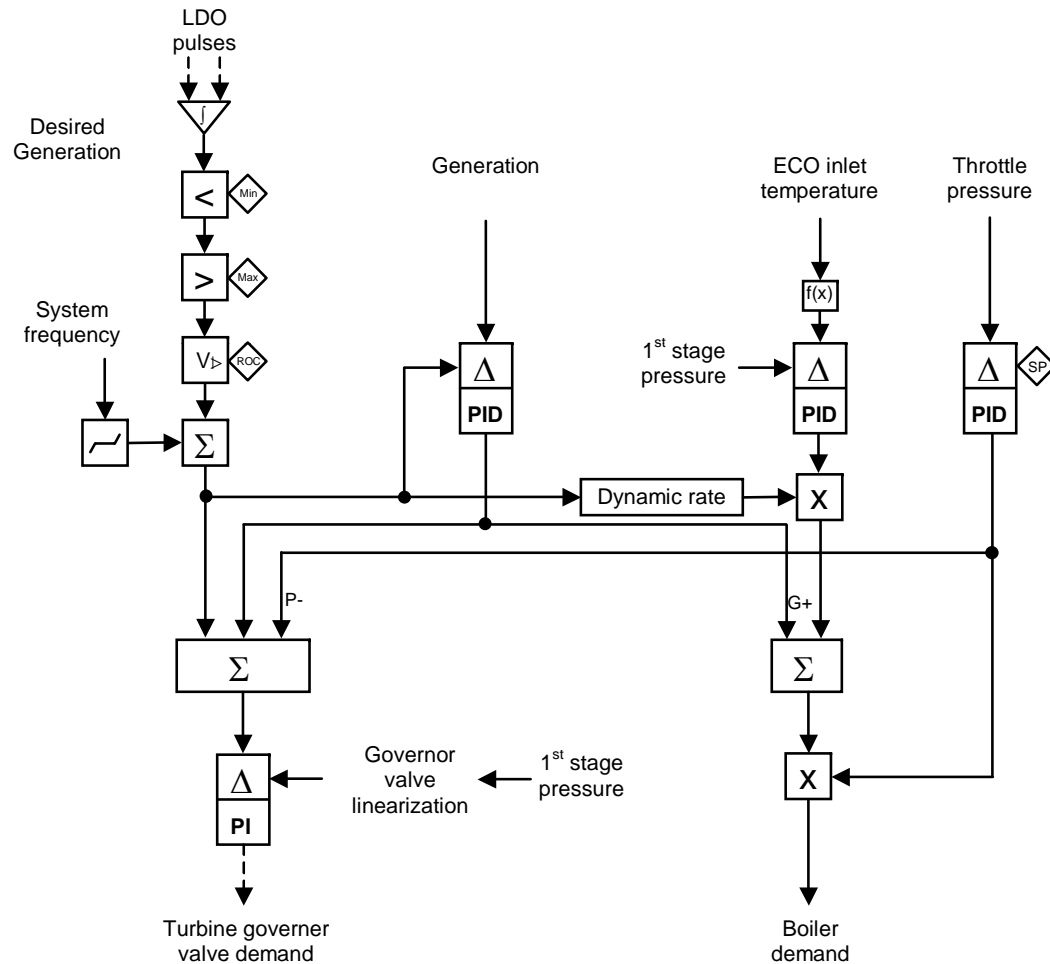 LDO
pulses
∫
Desired
Generation
<
Min
>
Max
System
frequency
V▷
ROC
Σ
Generation
ECO inlet
temperature
Throttle
pressure
f(x)
1st stage
pressure
Δ
PID
Δ
PID
Δ
PID
SP
Dynamic rate
X
P-
G+
Σ
Σ
Δ
PI
Governor
valve
linearization
1st stage
pressure
X
Turbine governer
valve demand
Boiler
demand